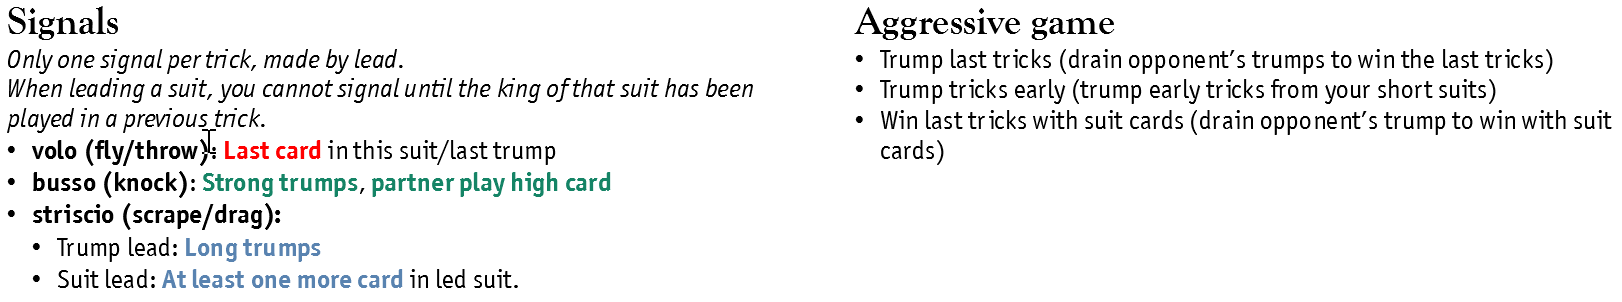 Signals
Only one signal per trick, made by lead.
When leading a suit, you cannot signal until the king of that suit has been
played in a previous trick.
• volo (fly/throw): Last card in this suit/last trump
• busso (knock): Strong trumps, partner play high card
• striscio (scrape/drag):
• Trump lead: Long trumps
• Suit lead: At least one more card in led suit.
Aggressive game
• Trump last tricks (drain opponent's trumps to win the last tricks)
• Trump tricks early (trump early tricks from your short suits)
• Win last tricks with suit cards (drain opponent's trump to win with suit
cards)